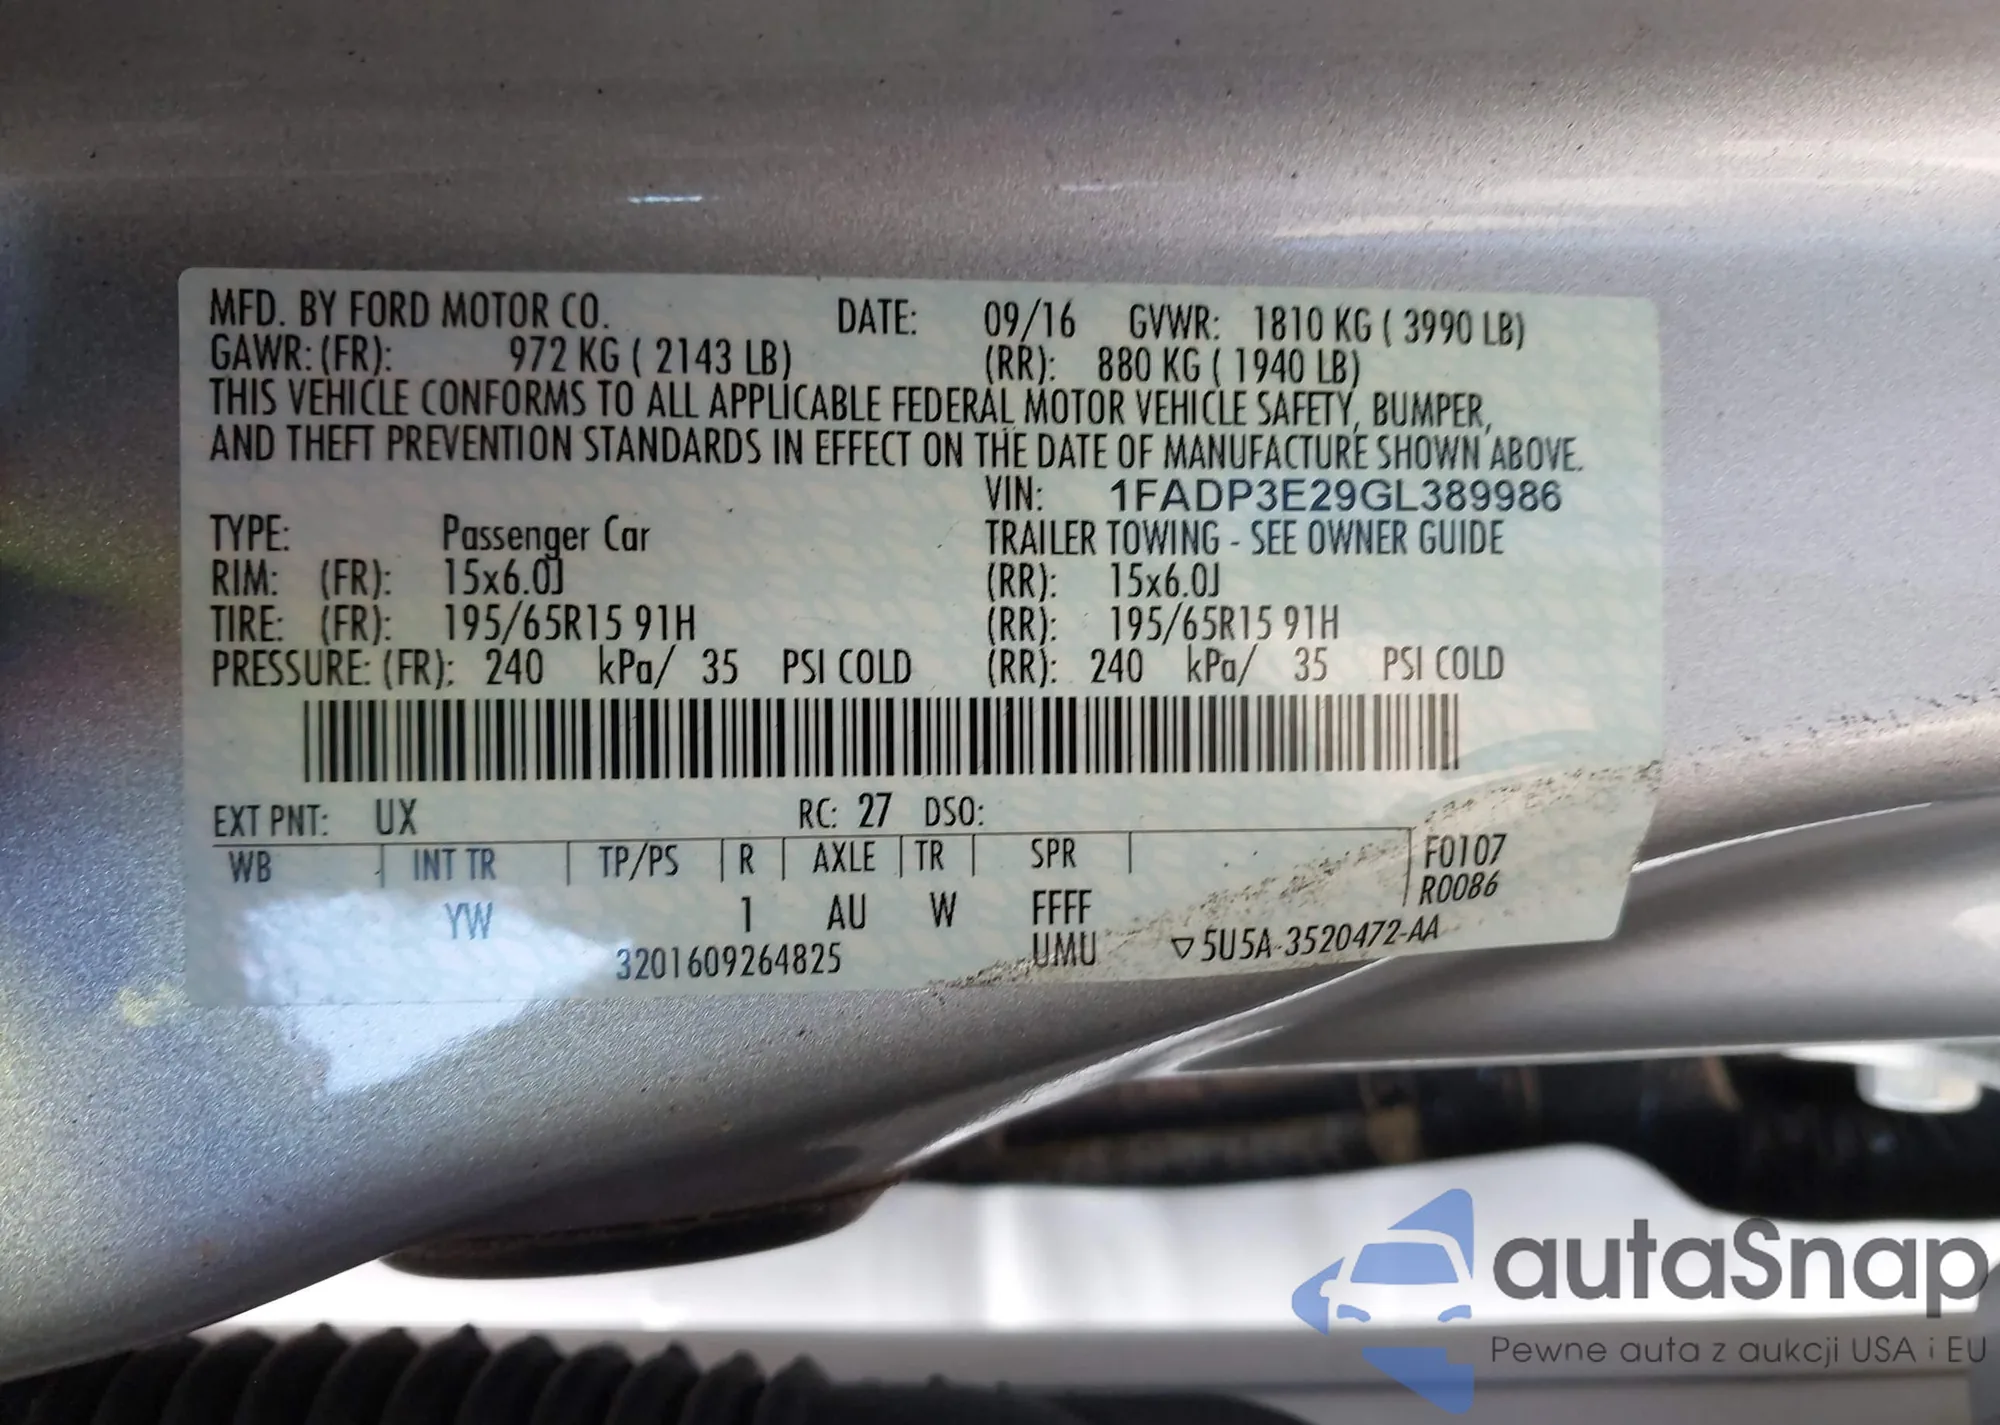 MFD. BY FORD MOTOR CO. DATE: 09/16 GVWR: 1810 KG ( 3990 LB)
GAWR: (FR): 972 KG ( 2143 LB) (RR): 880 KG ( 1940 LB)
THIS VEHICLE CONFORMS TO ALL APPLICABLE FEDERAL MOTOR VEHICLE SAFETY, BUMPER,
AND THEFT PREVENTION STANDARDS IN EFFECT ON THE DATE OF MANUFACTURE SHOWN ABOVE.
VIN: 1FADP3E29GL389986
TYPE: Passenger Car TRAILER TOWING - SEE OWNER GUIDE
RIM: (FR): 15x6.0J (RR): 15x6.0J
TIRE: (FR): 195/65R15 91H (RR): 195/65R15 91H
PRESSURE: (FR): 240 kPa/ 35 PSI COLD (RR): 240 kPa/ 35 PSI COLD
EXT PNT: UX RC: 27 DSO:
WB INT TR TP/PS R AXLE TR SPR F0107
R0086
YW 1 AU W FFFF
3201609264825 UMU ▽5U5A-3520472-AA
autaSnap
Pewne auta z aukcji USA i EU